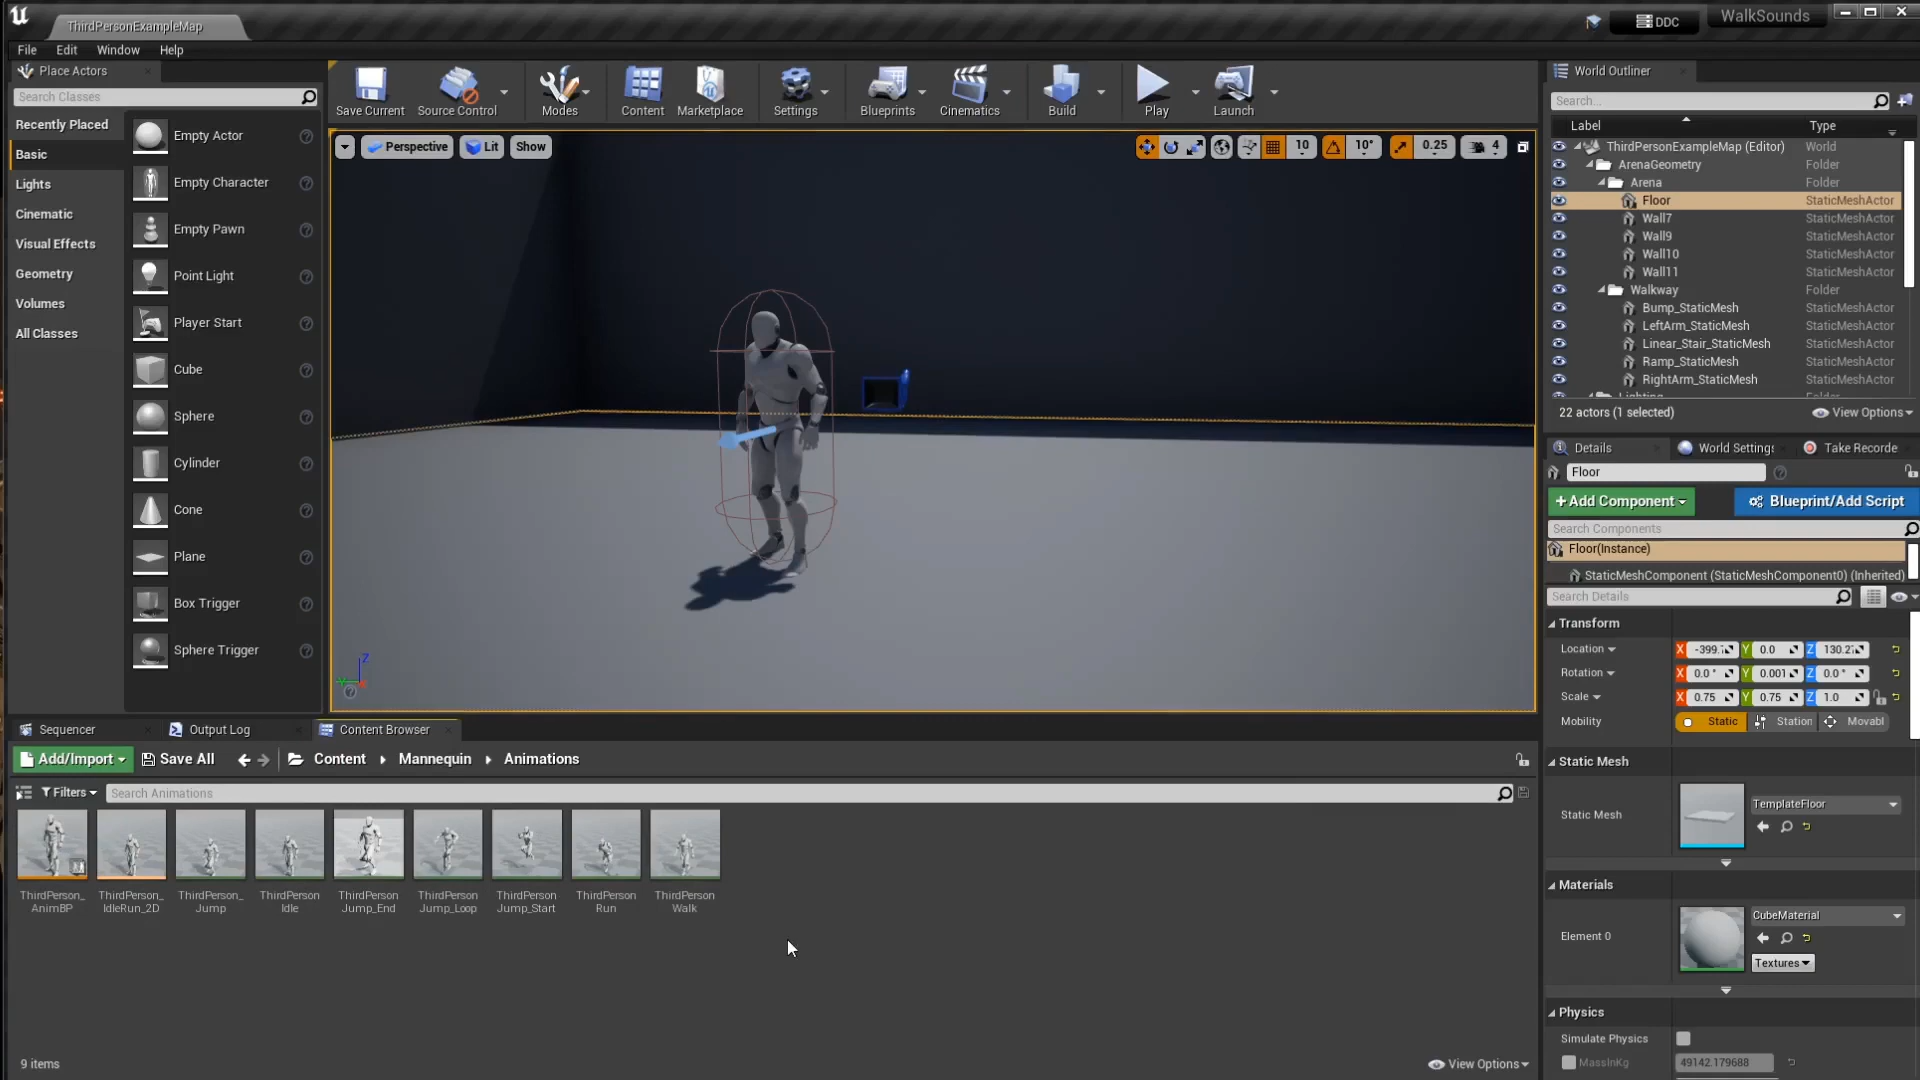 ThirdPersonExampleMap
DDC
WalkSounds
File
Edit
Window
Help
Place Actors
Search Classes
Recently Placed
Basic
Lights
Cinematic
Visual Effects
Geometry
Volumes
All Classes
Empty Actor
Empty Character
Empty Pawn
Point Light
Player Start
Cube
Sphere
Cylinder
Cone
Plane
Box Trigger
Sphere Trigger
Save Current
Source Control
Modes
Content
Marketplace
Settings
Blueprints
Cinematics
Build
Play
Launch
Perspective
Lit
Show
10
10°
0.25
4
Z
World Outliner
Search...
Label
Type
ThirdPersonExampleMap (Editor)
World
ArenaGeometry
Folder
Arena
Folder
Floor
StaticMeshActor
Wall7
StaticMeshActor
Wall9
StaticMeshActor
Wall10
StaticMeshActor
Wall11
StaticMeshActor
Walkway
Folder
Bump_StaticMesh
StaticMeshActor
LeftArm_StaticMesh
StaticMeshActor
Linear_Stair_StaticMesh
StaticMeshActor
Ramp_StaticMesh
StaticMeshActor
RightArm_StaticMesh
StaticMeshActor
22 actors (1 selected)
View Options
Details
World Settings
Take Recorde
Floor
+Add Component
Blueprint/Add Script
Search Components
Floor(Instance)
StaticMeshComponent (StaticMeshComponent0) (Inherited)
Search Details
Transform
Location
X
-399.
Y
0.0
Z
130.2
Rotation
X
0.0 °
Y
0.001
Z
0.0 °
Scale
X
0.75
Y
0.75
Z
1.0
Mobility
Static
Station
Movabl
Static Mesh
Static Mesh
TemplateFloor
Materials
Element 0
CubeMaterial
Textures
Physics
Simulate Physics
MassInKg
49142.179688
Sequencer
Output Log
Content Browser
Add/Import
Save All
Content
Mannequin
Animations
Filters
Search Animations
ThirdPerson_
AnimBP
ThirdPerson_
IdleRun_2D
ThirdPerson_
Jump
ThirdPerson
Idle
ThirdPerson
Jump_End
ThirdPerson
Jump_Loop
ThirdPerson
Jump_Start
ThirdPerson
Run
ThirdPerson
Walk
9 items
View Options